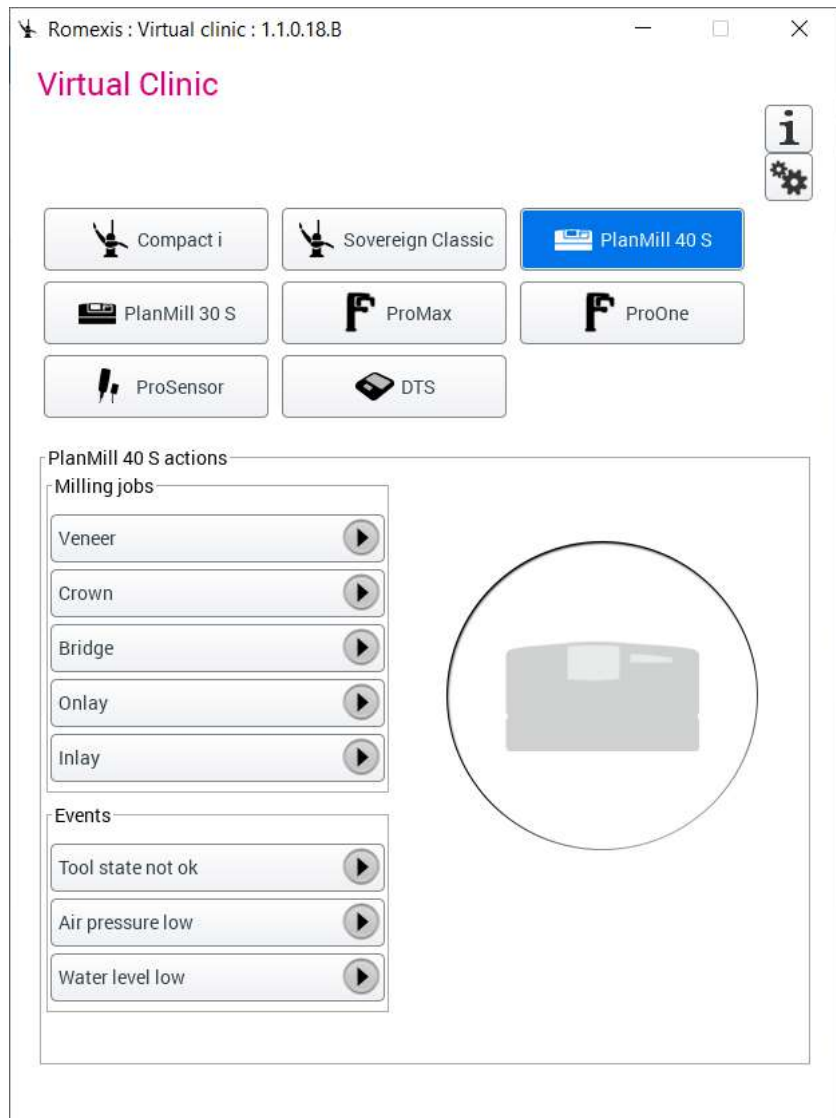 Romexis : Virtual clinic : 1.1.0.18.B
Virtual Clinic
i
Compact i
Sovereign Classic
PlanMill 40 S
PlanMill 30 S
ProMax
ProOne
ProSensor
DTS
PlanMill 40 S actions
Milling jobs
Veneer
Crown
Bridge
Onlay
Inlay
Events
Tool state not ok
Air pressure low
Water level low